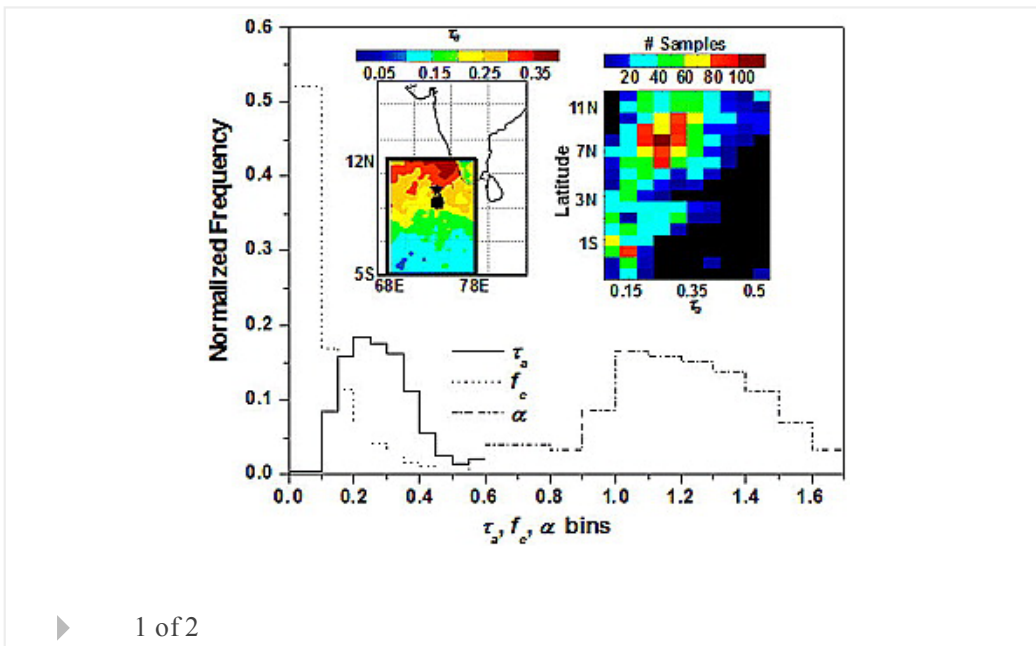 0.6
0.5
0.4
0.3
0.2
0.1
0.0
Normalized Frequency
τa
0.05 0.15 0.25 0.35
12N
5S
68E 78E
# Samples
20 40 60 80 100
11N
7N
3N
1S
Latitude
0.15 0.35 0.5
τa
τa
fc
α
0.0 0.2 0.4 0.6 0.8 1.0 1.2 1.4 1.6
τa, fc, α bins
1 of 2